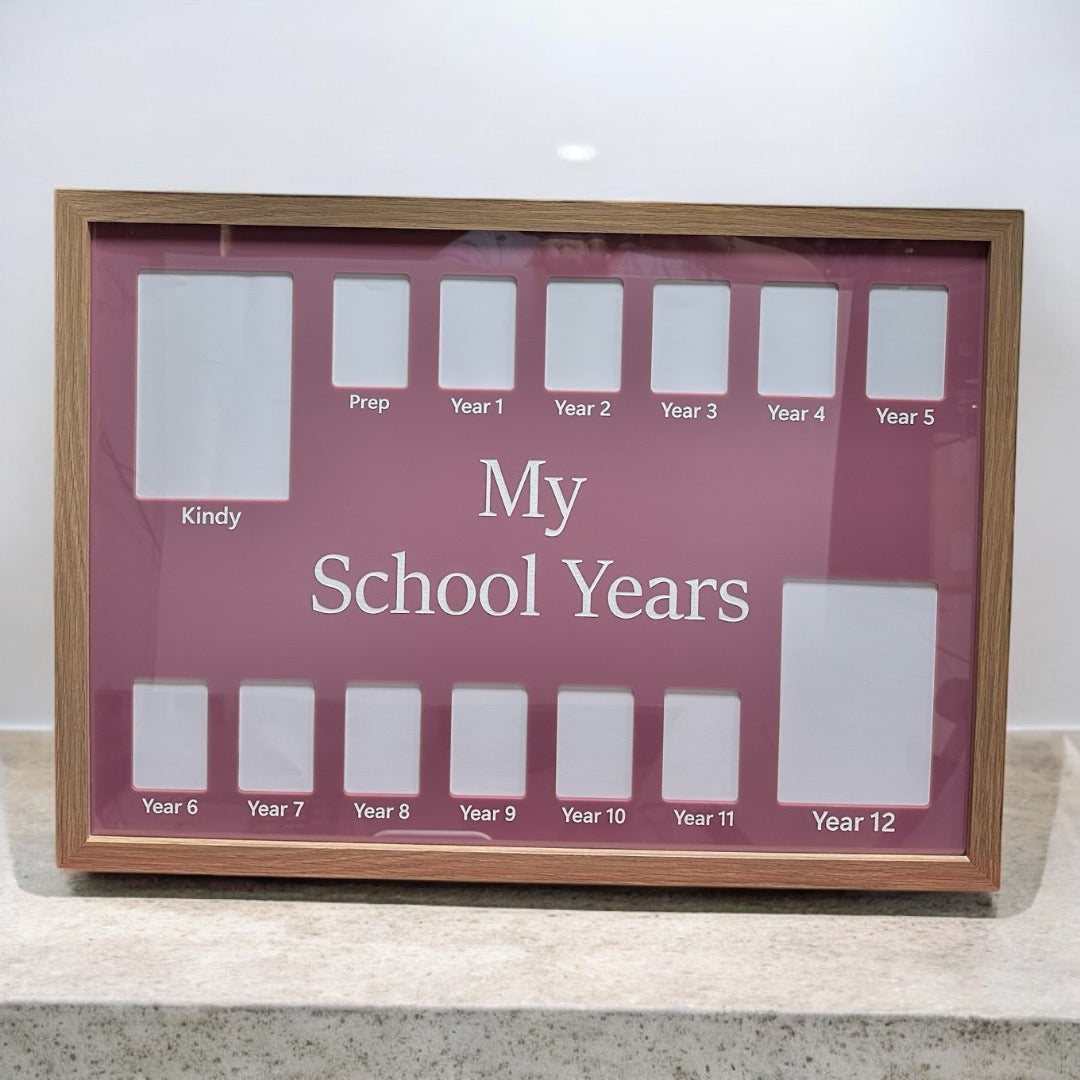 Prep
Year 1
Year 2
Year 3
Year 4
Year 5
Kindy
My
School Years
Year 6
Year 7
Year 8
Year 9
Year 10
Year 11
Year 12